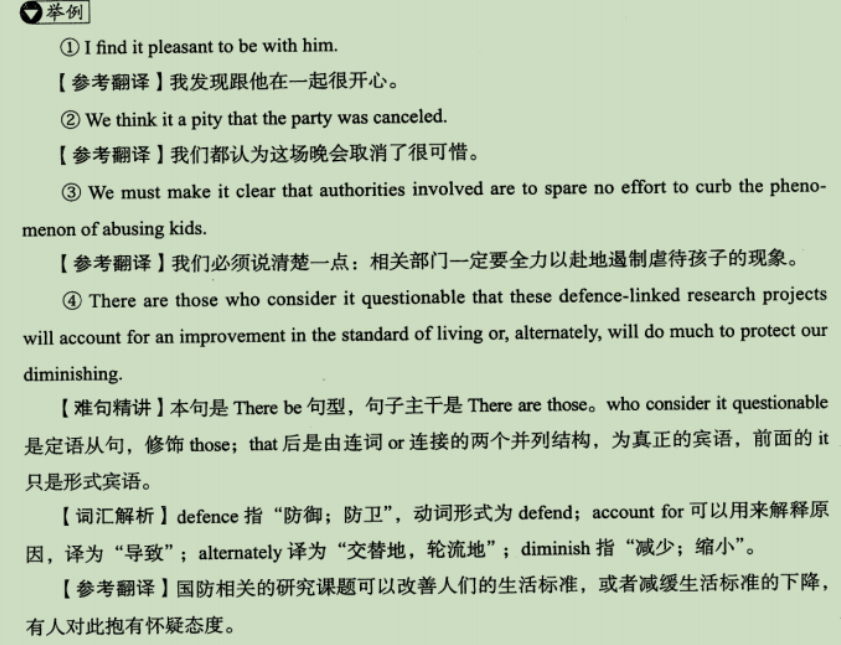 举例
① I find it pleasant to be with him.
【参考翻译】我发现跟他在一起很开心。
② We think it a pity that the party was canceled.
【参考翻译】我们都认为这场晚会取消了很可惜。
③ We must make it clear that authorities involved are to spare no effort to curb the pheno-
menon of abusing kids.
【参考翻译】我们必须说清楚一点：相关部门一定要全力以赴地遏制虐待孩子的现象。
④ There are those who consider it questionable that these defence-linked research projects
will account for an improvement in the standard of living or, alternately, will do much to protect our
diminishing.
【难句精讲】本句是 There be 句型，句子主干是 There are those。who consider it questionable
是定语从句，修饰 those；that 后是由连词 or 连接的两个并列结构，为真正的宾语，前面的 it
只是形式宾语。
【词汇解析】defence 指“防御；防卫”，动词形式为 defend；account for 可以用来解释原
因，译为“导致”；alternately 译为“交替地，轮流地”；diminish 指“减少；缩小”。
【参考翻译】国防相关的研究课题可以改善人们的生活标准，或者减缓生活标准的下降，
有人对此抱有怀疑态度。